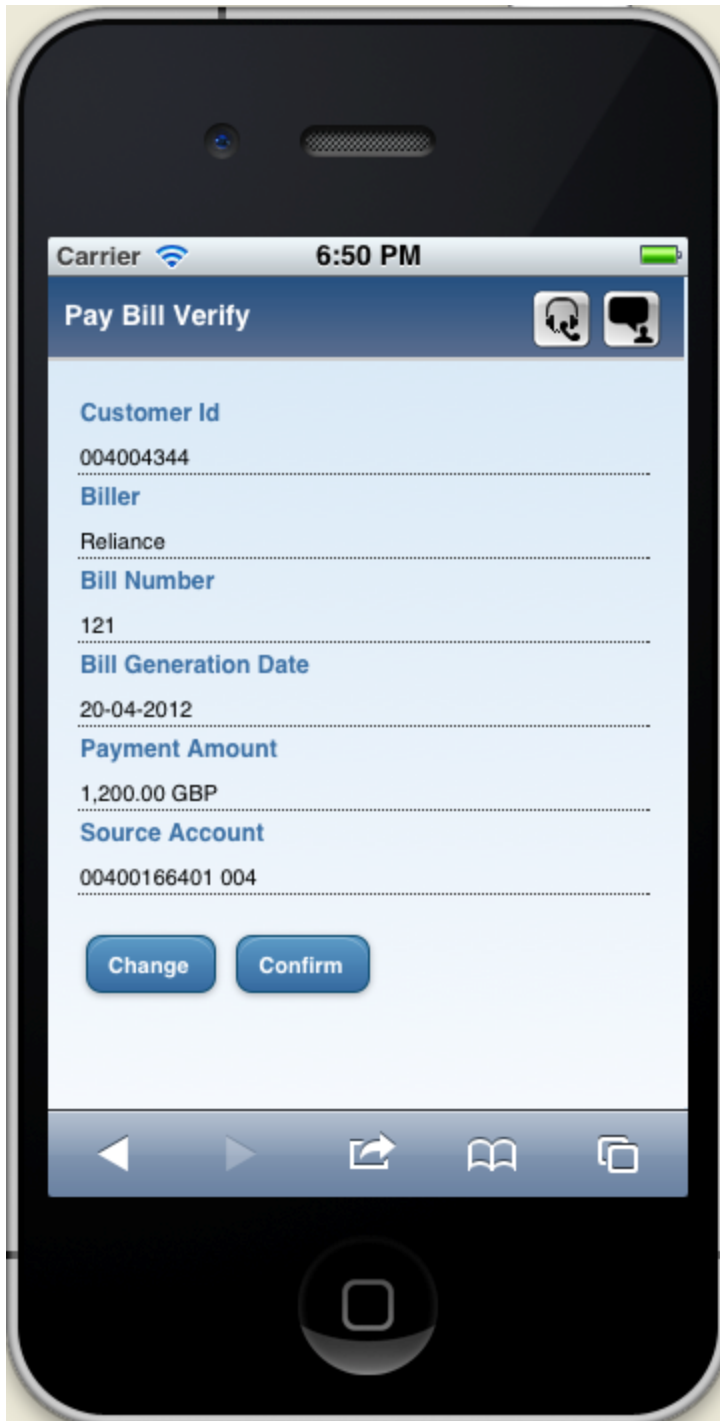 Carrier 6:50 PM
Pay Bill Verify
Customer Id
004004344
Biller
Reliance
Bill Number
121
Bill Generation Date
20-04-2012
Payment Amount
1,200.00 GBP
Source Account
00400166401 004
Change Confirm